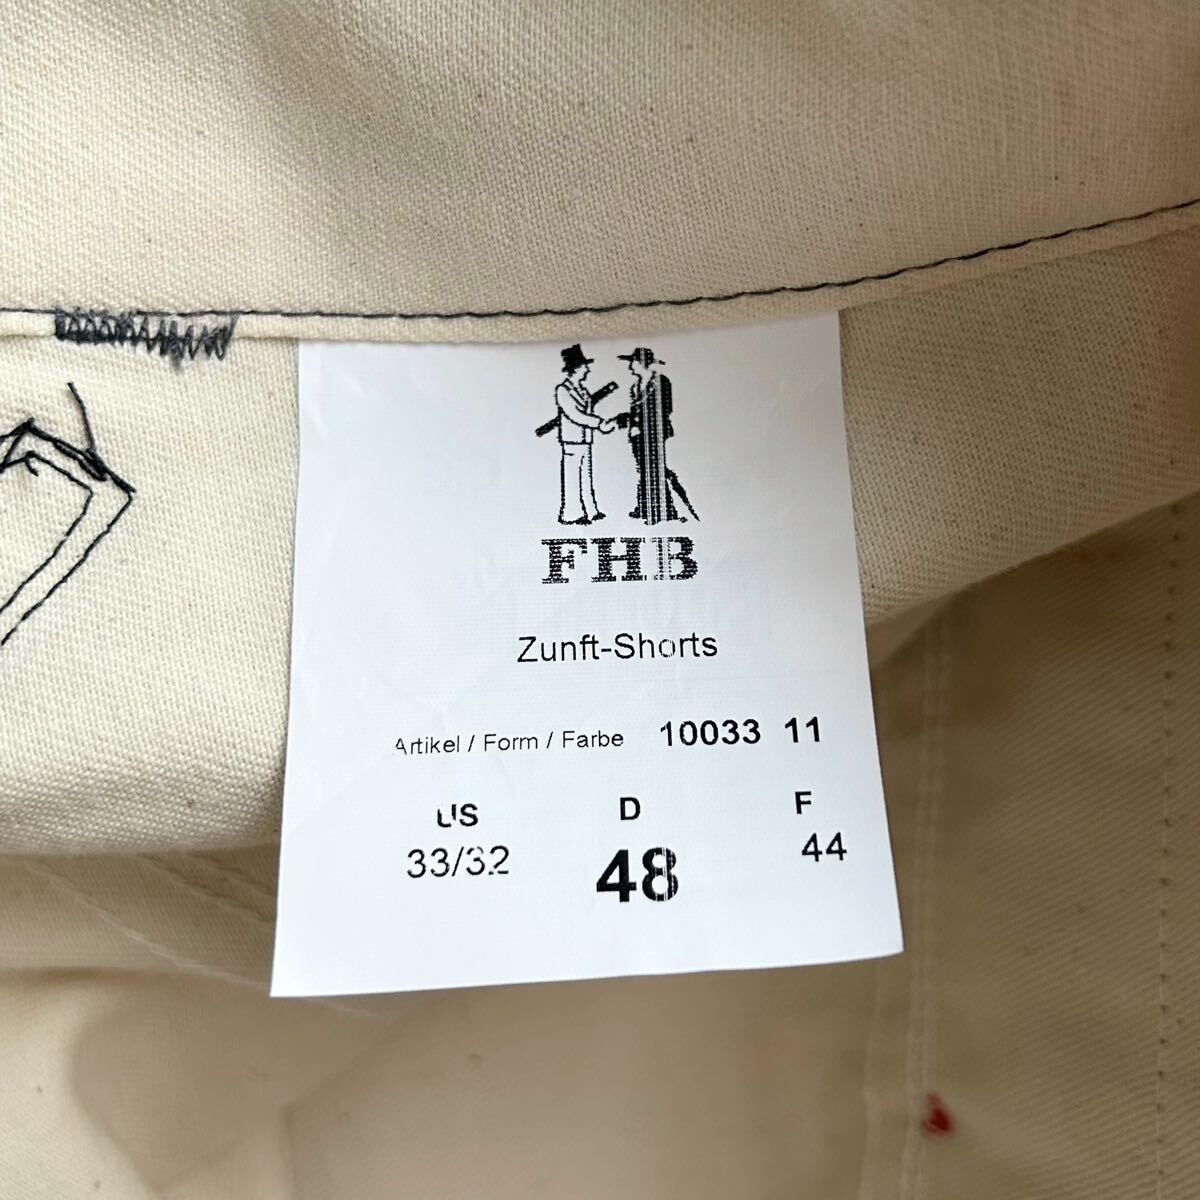 FHB
Zunft-Shorts
Artikel / Form / Farbe 10033 11
US D F
33/32 48 44